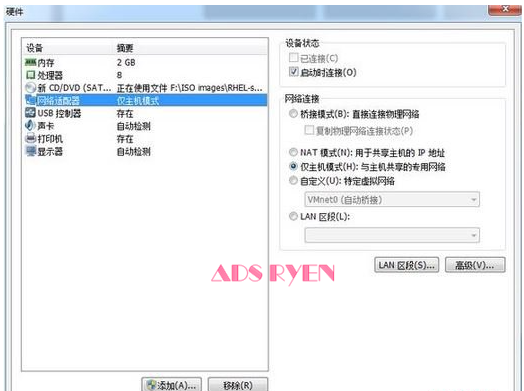 硬件
设备 摘要
内存 2 GB
处理器 8
新 CD/DVD (SAT... 正在使用文件 F:\ISO images\RHEL-s...
网络适配器 仅主机模式
USB 控制器 存在
声卡 自动检测
打印机 存在
显示器 自动检测
添加(A)... 移除(R)
设备状态
已连接(C)
启动时连接(O)
网络连接
桥接模式(B): 直接连接物理网络
复制物理网络连接状态(P)
NAT 模式(N): 用于共享主机的 IP 地址
仅主机模式(H): 与主机共享的专用网络
自定义(U): 特定虚拟网络
VMnet0 (自动桥接)
LAN 区段(L):
LAN 区段(S)... 高级(V)...
ADS RYEN